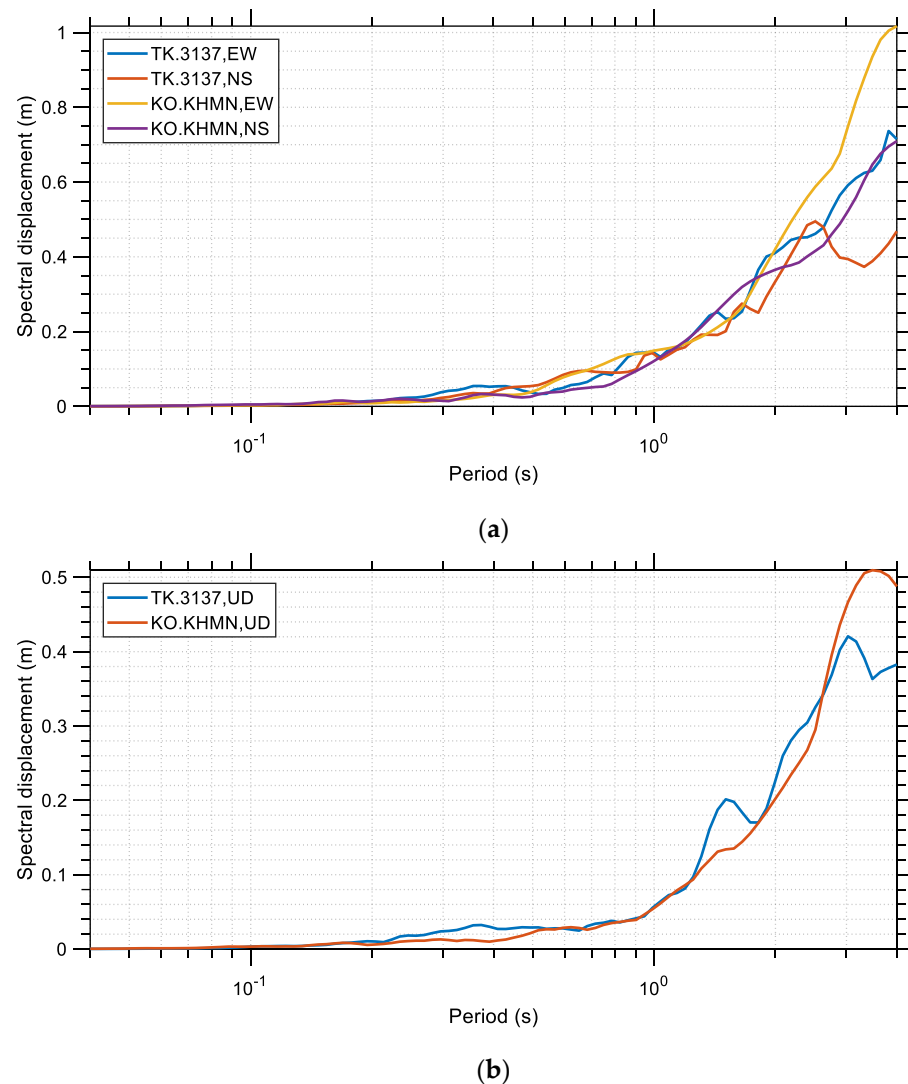 1
TK.3137,EW
TK.3137,NS
0.8
KO.KHMN,EW
KO.KHMN,NS
Spectral displacement (m)
0.6
0.4
0.2
0
10⁻¹
10⁰
Period (s)
(a)
0.5
TK.3137,UD
KO.KHMN,UD
0.4
Spectral displacement (m)
0.3
0.2
0.1
0
10⁻¹
10⁰
Period (s)
(b)